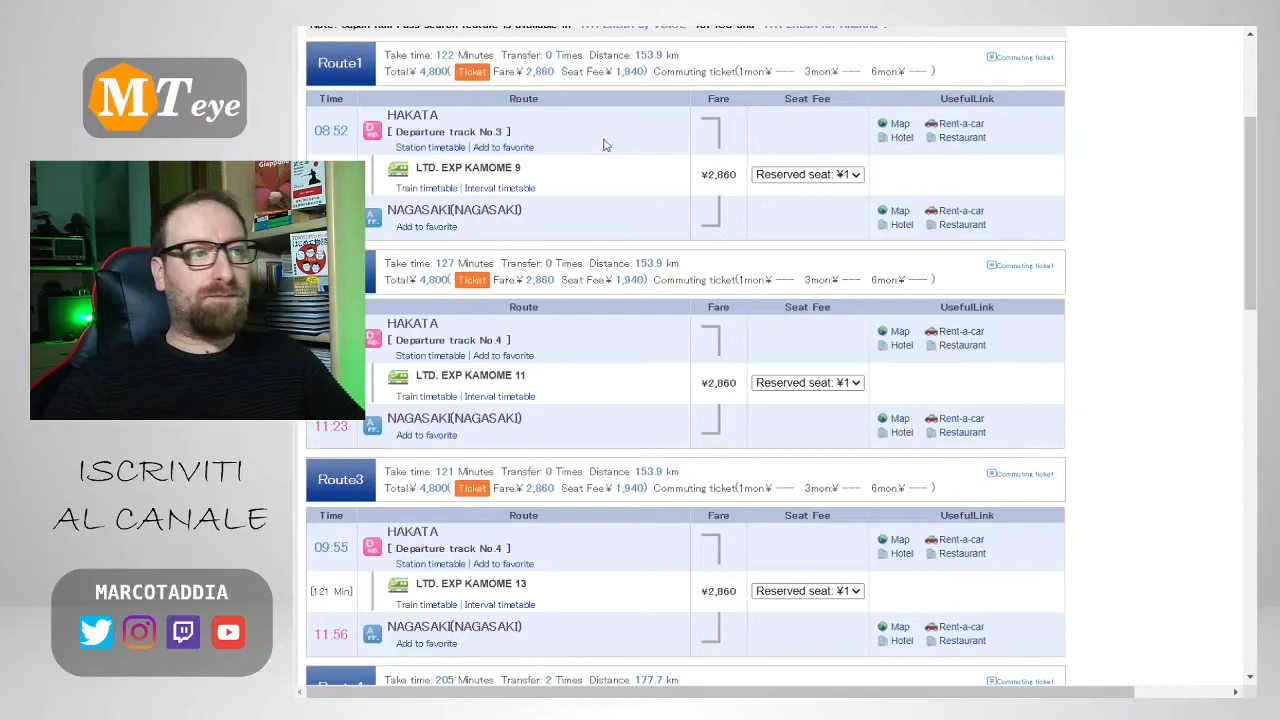 MT eye
Giappone
ISCRIVITI
AL CANALE
MARCOTADDIA
Route1
Take time: 122 Minutes Transfer: 0 Times Distance: 153.9 km
Total:¥ 4,800( Ticket Fare:¥ 2,860 Seat Fee:¥ 1,940) Commuting ticket(1mon:¥ --- 3mon:¥ --- 6mon:¥ --- )
Commuting ticket
Time Route Fare Seat Fee UsefulLink
08:52
HAKATA
[ Departure track No.3 ]
Station timetable | Add to favorite
Map Rent-a-car
Hotel Restaurant
LTD. EXP KAMOME 9
Train timetable | Interval timetable
¥2,860
Reserved seat: ¥1
NAGASAKI(NAGASAKI)
Add to favorite
Map Rent-a-car
Hotel Restaurant
Take time: 127 Minutes Transfer: 0 Times Distance: 153.9 km
Total:¥ 4,800( Ticket Fare:¥ 2,860 Seat Fee:¥ 1,940) Commuting ticket(1mon:¥ --- 3mon:¥ --- 6mon:¥ --- )
Commuting ticket
Route Fare Seat Fee UsefulLink
HAKATA
[ Departure track No.4 ]
Station timetable | Add to favorite
Map Rent-a-car
Hotel Restaurant
LTD. EXP KAMOME 11
Train timetable | Interval timetable
¥2,860
Reserved seat: ¥1
11:23
NAGASAKI(NAGASAKI)
Add to favorite
Map Rent-a-car
Hotel Restaurant
Route3
Take time: 121 Minutes Transfer: 0 Times Distance: 153.9 km
Total:¥ 4,800( Ticket Fare:¥ 2,860 Seat Fee:¥ 1,940) Commuting ticket(1mon:¥ --- 3mon:¥ --- 6mon:¥ --- )
Commuting ticket
Time Route Fare Seat Fee UsefulLink
09:55
HAKATA
[ Departure track No.4 ]
Station timetable | Add to favorite
Map Rent-a-car
Hotel Restaurant
[121 Min]
LTD. EXP KAMOME 13
Train timetable | Interval timetable
¥2,860
Reserved seat: ¥1
11:56
NAGASAKI(NAGASAKI)
Add to favorite
Map Rent-a-car
Hotel Restaurant
Take time: 205 Minutes Transfer: 2 Times Distance: 177.7 km
Commuting ticket